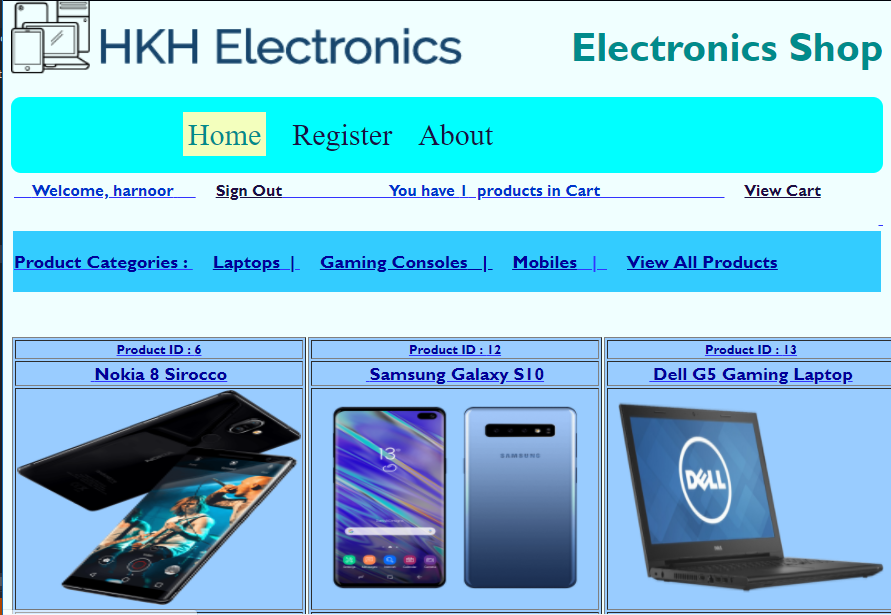 HKH Electronics
Electronics Shop
Home Register About
Welcome, harnoor Sign Out You have 1 products in Cart View Cart
Product Categories : Laptops | Gaming Consoles | Mobiles | View All Products
Product ID : 6 Product ID : 12 Product ID : 13
Nokia 8 Sirocco Samsung Galaxy S10 Dell G5 Gaming Laptop
13
SAMSUNG
DELL